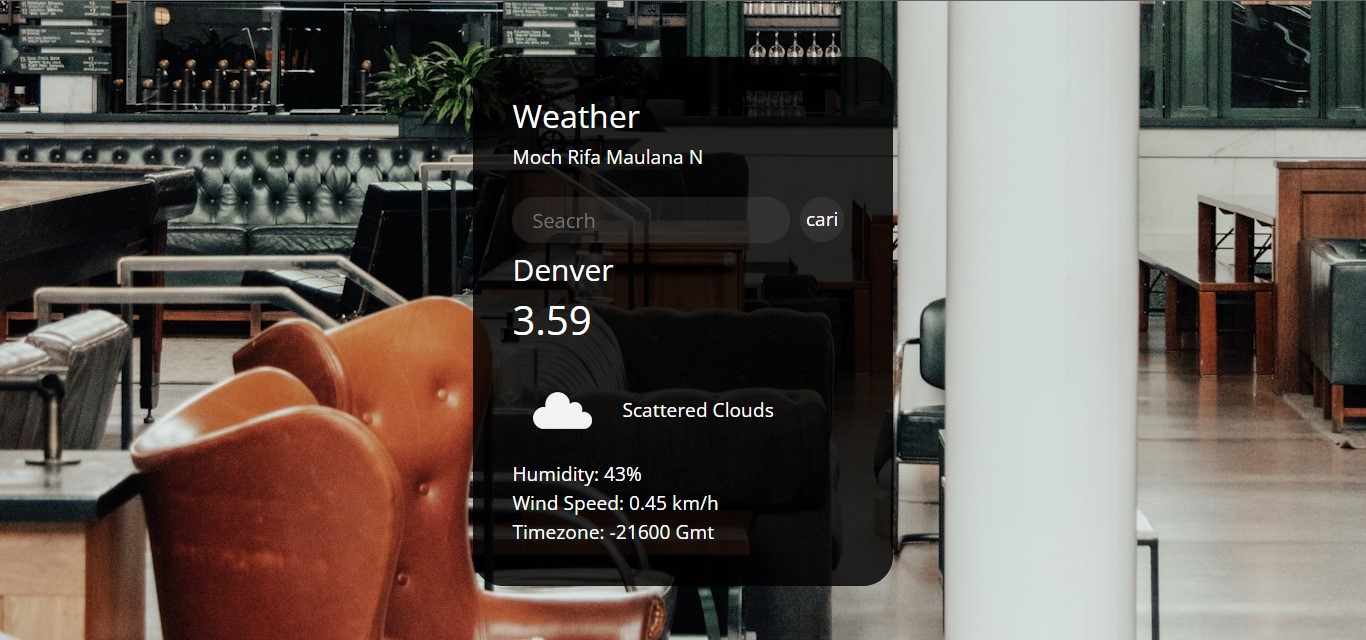 Weather
Moch Rifa Maulana N
Seacrh
cari
Denver
3.59
Scattered Clouds
Humidity: 43%
Wind Speed: 0.45 km/h
Timezone: -21600 Gmt